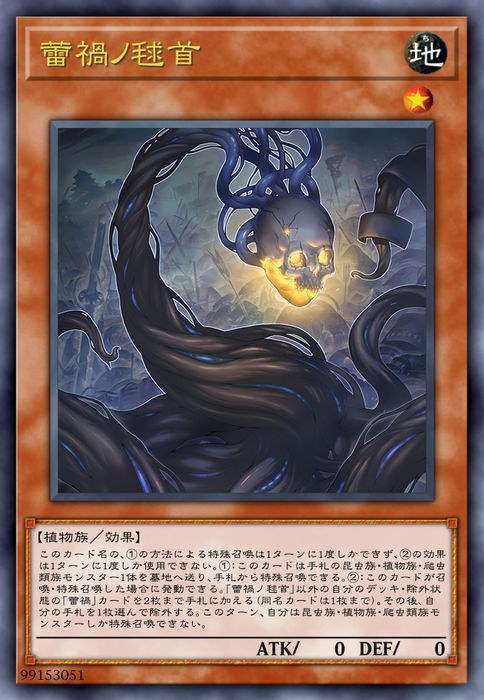 蕾禍ノ毬首
ち
地
【植物族／効果】
このカード名の、①の方法による特殊召喚は1ターンに1度しかできず、②の効果
は1ターンに1度しか使用できない。①:このカードは手札の昆虫族・植物族・爬虫
類族モンスター1体を墓地へ送り、手札から特殊召喚できる。②:このカードが召
喚・特殊召喚した場合に発動できる。「蕾禍ノ毬首」以外の自分のデッキ・除外状
態の「蕾禍」カードを2枚まで手札に加える(同名カードは1枚まで)。その後、自
分の手札を1枚選んで除外する。このターン、自分は昆虫族・植物族・爬虫類族モ
ンスターしか特殊召喚できない。
ATK/ 0 DEF/ 0
99153051